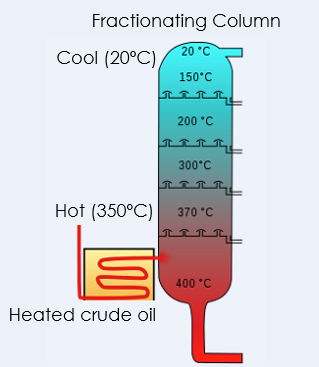 Fractionating Column
Cool (20°C)
20 °C
150°C
200 °C
300°C
Hot (350°C)
370 °C
400 °C
Heated crude oil